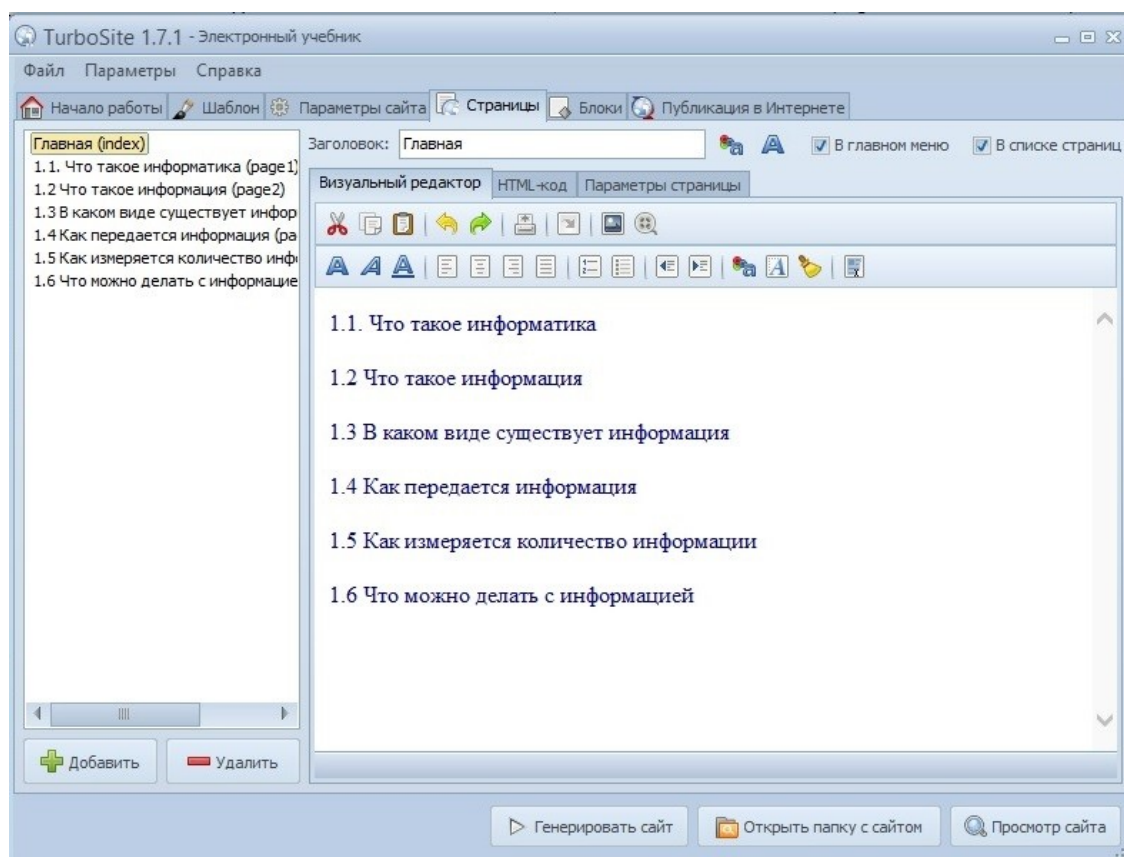 TurboSite 1.7.1 - Электронный учебник
Файл Параметры Справка
Начало работы Шаблон Параметры сайта Страницы Блоки Публикация в Интернете
Главная (index)
1.1. Что такое информатика (page1)
1.2 Что такое информация (page2)
1.3 В каком виде существует инфор
1.4 Как передается информация (pa
1.5 Как измеряется количество инф
1.6 Что можно делать с информацие
Добавить Удалить
Заголовок: Главная В главном меню В списке страниц
Визуальный редактор HTML-код Параметры страницы
1.1. Что такое информатика
1.2 Что такое информация
1.3 В каком виде существует информация
1.4 Как передается информация
1.5 Как измеряется количество информации
1.6 Что можно делать с информацией
Генерировать сайт Открыть папку с сайтом Просмотр сайта